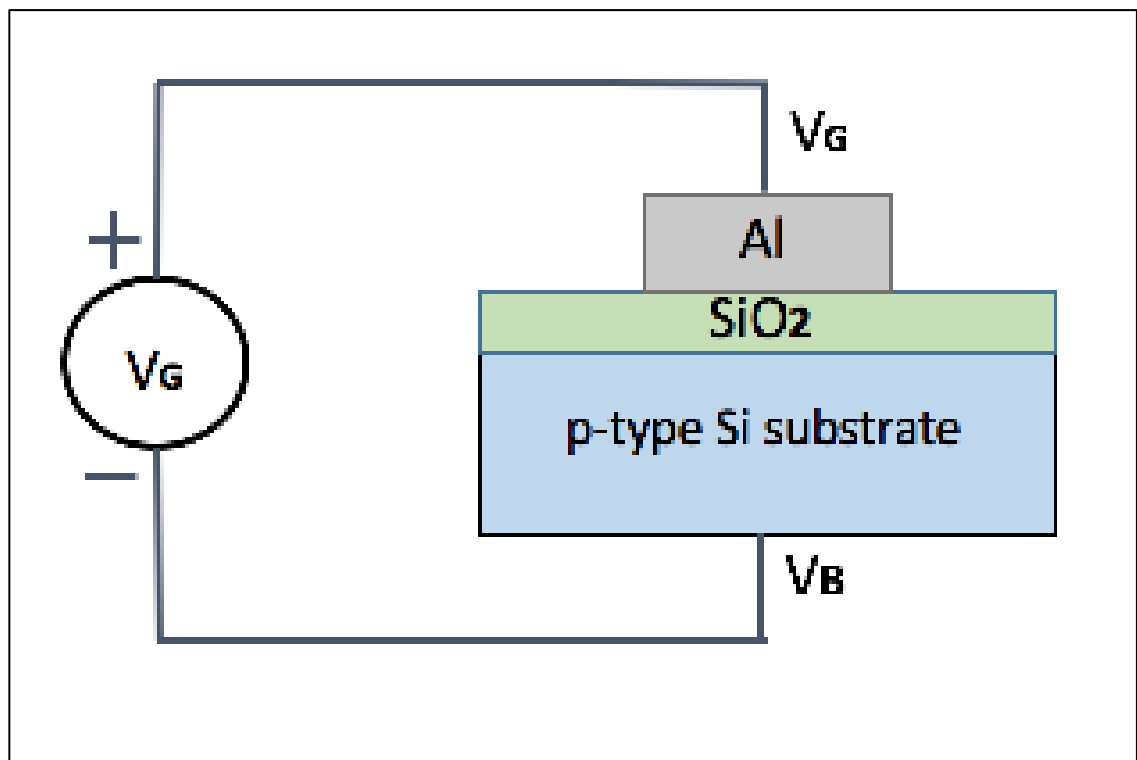 VG
Al
+
SiO2
VG
p-type Si substrate
−
VB